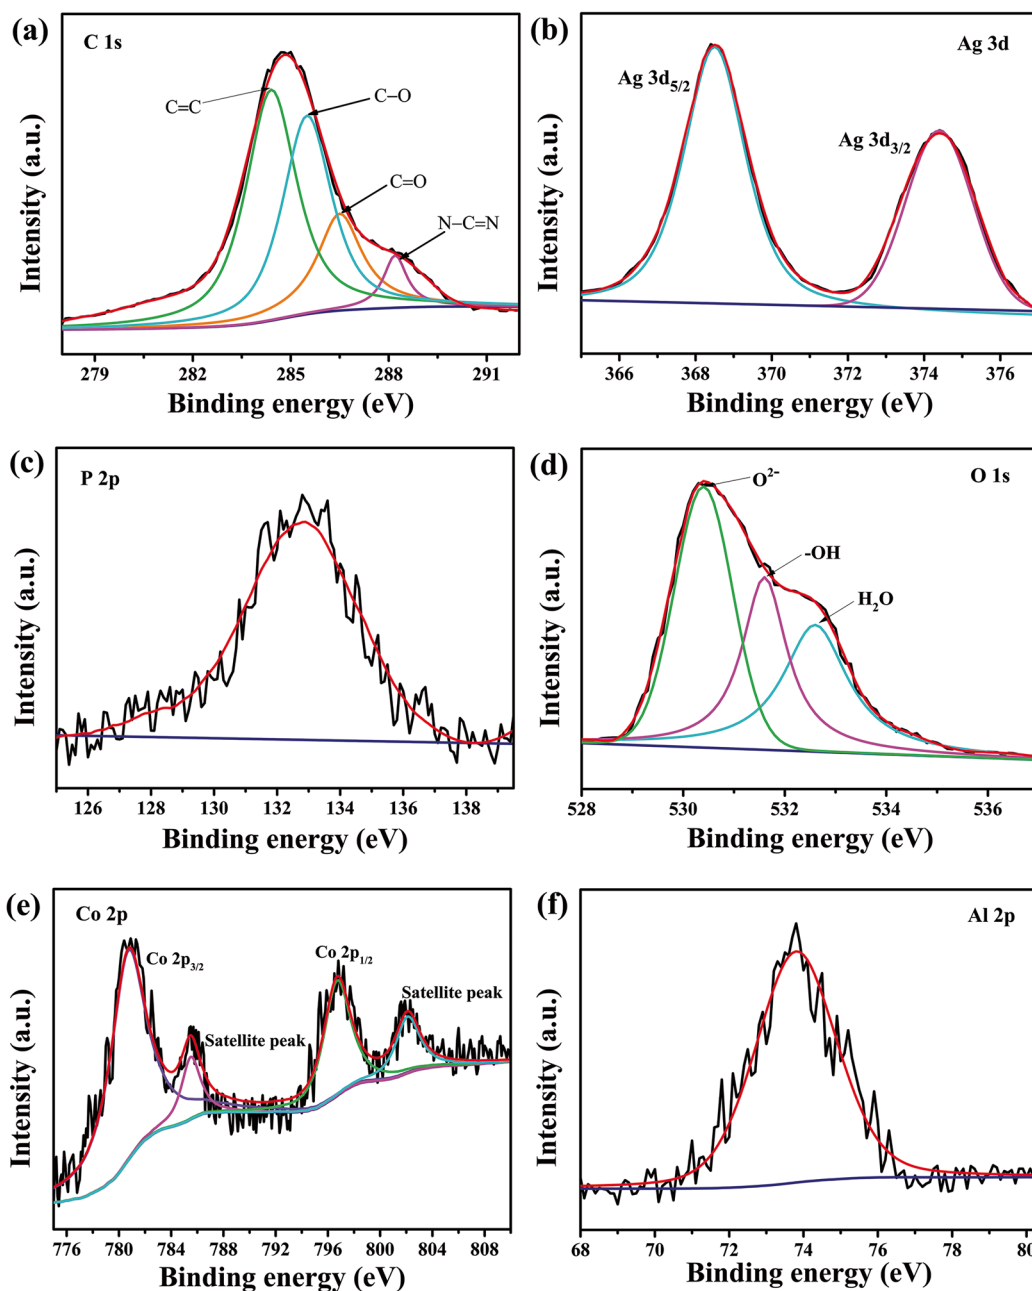 (a)
C 1s
C=C
C–O
C=O
N–C=N
Intensity (a.u.)
279 282 285 288 291
Binding energy (eV)
(b)
Ag 3d
Ag 3d5/2
Ag 3d3/2
Intensity (a.u.)
366 368 370 372 374 376
Binding energy (eV)
(c)
P 2p
Intensity (a.u.)
126 128 130 132 134 136 138
Binding energy (eV)
(d)
O 1s
O2-
-OH
H2O
Intensity (a.u.)
528 530 532 534 536
Binding energy (eV)
(e)
Co 2p
Co 2p3/2
Satellite peak
Co 2p1/2
Satellite peak
Intensity (a.u.)
776 780 784 788 792 796 800 804 808
Binding energy (eV)
(f)
Al 2p
Intensity (a.u.)
68 70 72 74 76 78 80
Binding energy (eV)